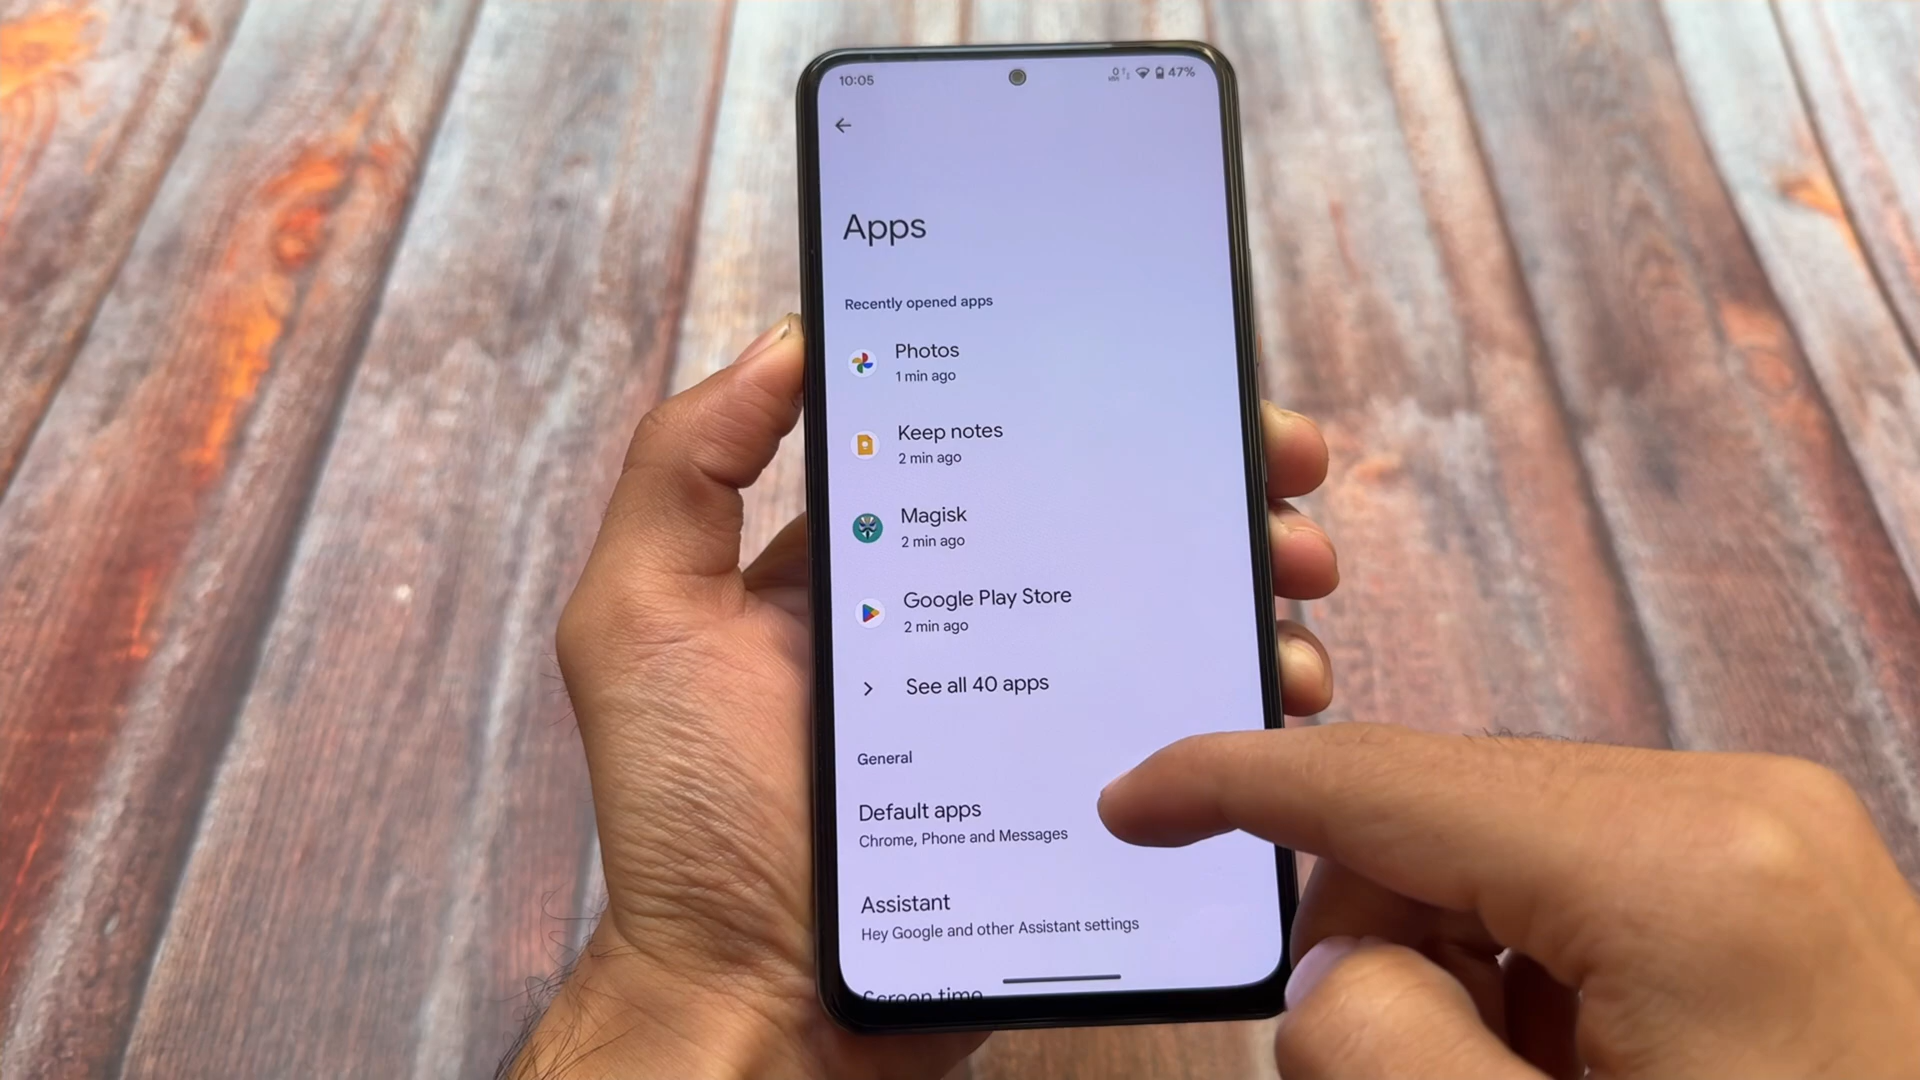 10:05
47%
Apps
Recently opened apps
Photos
1 min ago
Keep notes
2 min ago
Magisk
2 min ago
Google Play Store
2 min ago
See all 40 apps
General
Default apps
Chrome, Phone and Messages
Assistant
Hey Google and other Assistant settings
Screen time